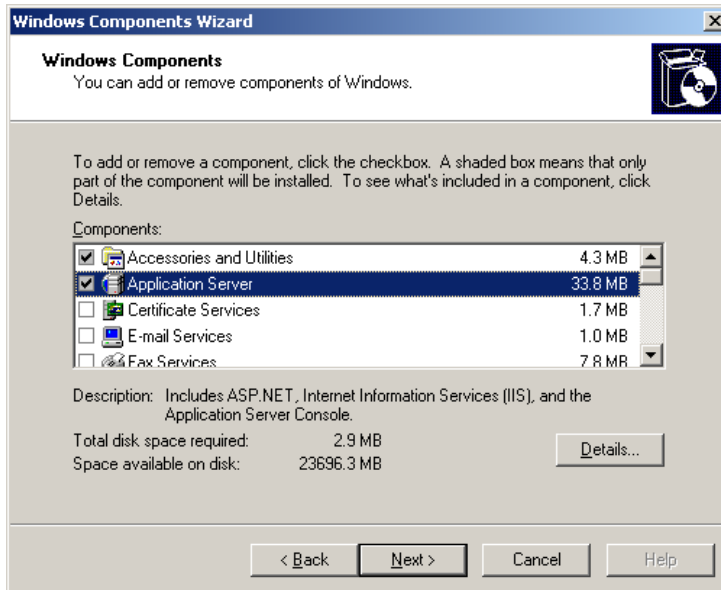 Windows Components Wizard
Windows Components
You can add or remove components of Windows.
To add or remove a component, click the checkbox. A shaded box means that only
part of the component will be installed. To see what's included in a component, click
Details.
Components:
Accessories and Utilities 4.3 MB
Application Server 33.8 MB
Certificate Services 1.7 MB
E-mail Services 1.0 MB
Fax Services 7.8 MB
Description: Includes ASP.NET, Internet Information Services (IIS), and the
Application Server Console.
Total disk space required: 2.9 MB
Space available on disk: 23696.3 MB
Details...
< Back Next > Cancel Help